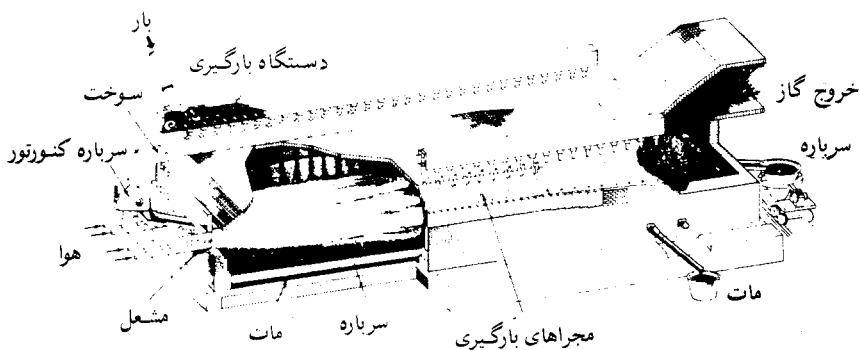 بار
دستگاه بارگیری
سوخت
خروج گاز
سرباره
سرباره کنورتور
هوا
مشعل
مات
سرباره
مجراهای بارگیری
مات